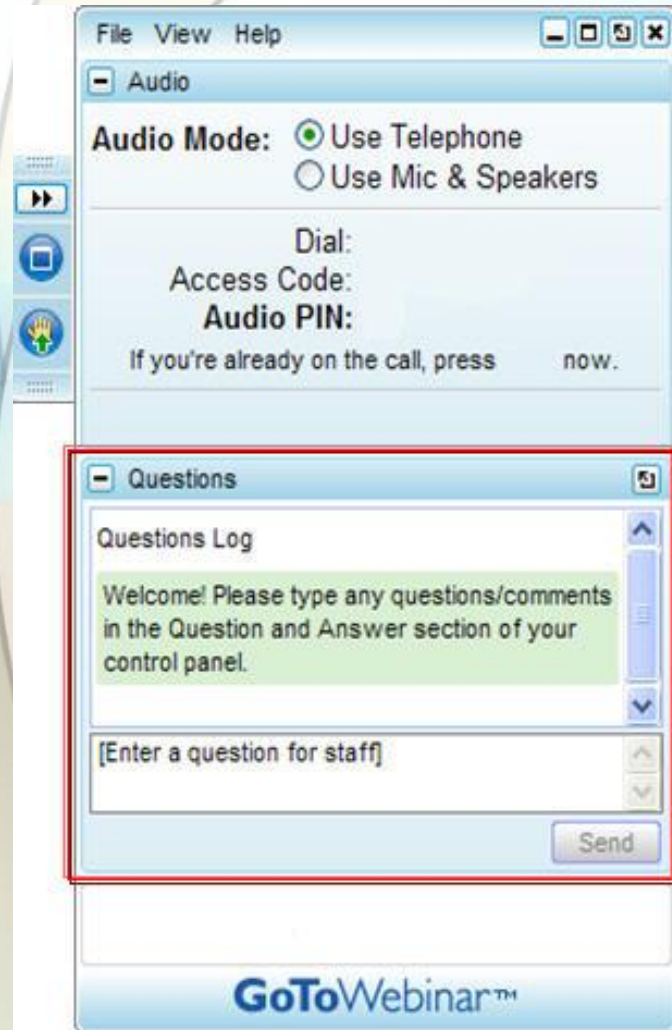 File View Help
Audio
Audio Mode: Use Telephone
Use Mic & Speakers
Dial:
Access Code:
Audio PIN:
If you're already on the call, press now.
Questions
Questions Log
Welcome! Please type any questions/comments
in the Question and Answer section of your
control panel.
[Enter a question for staff]
Send
GoToWebinar™